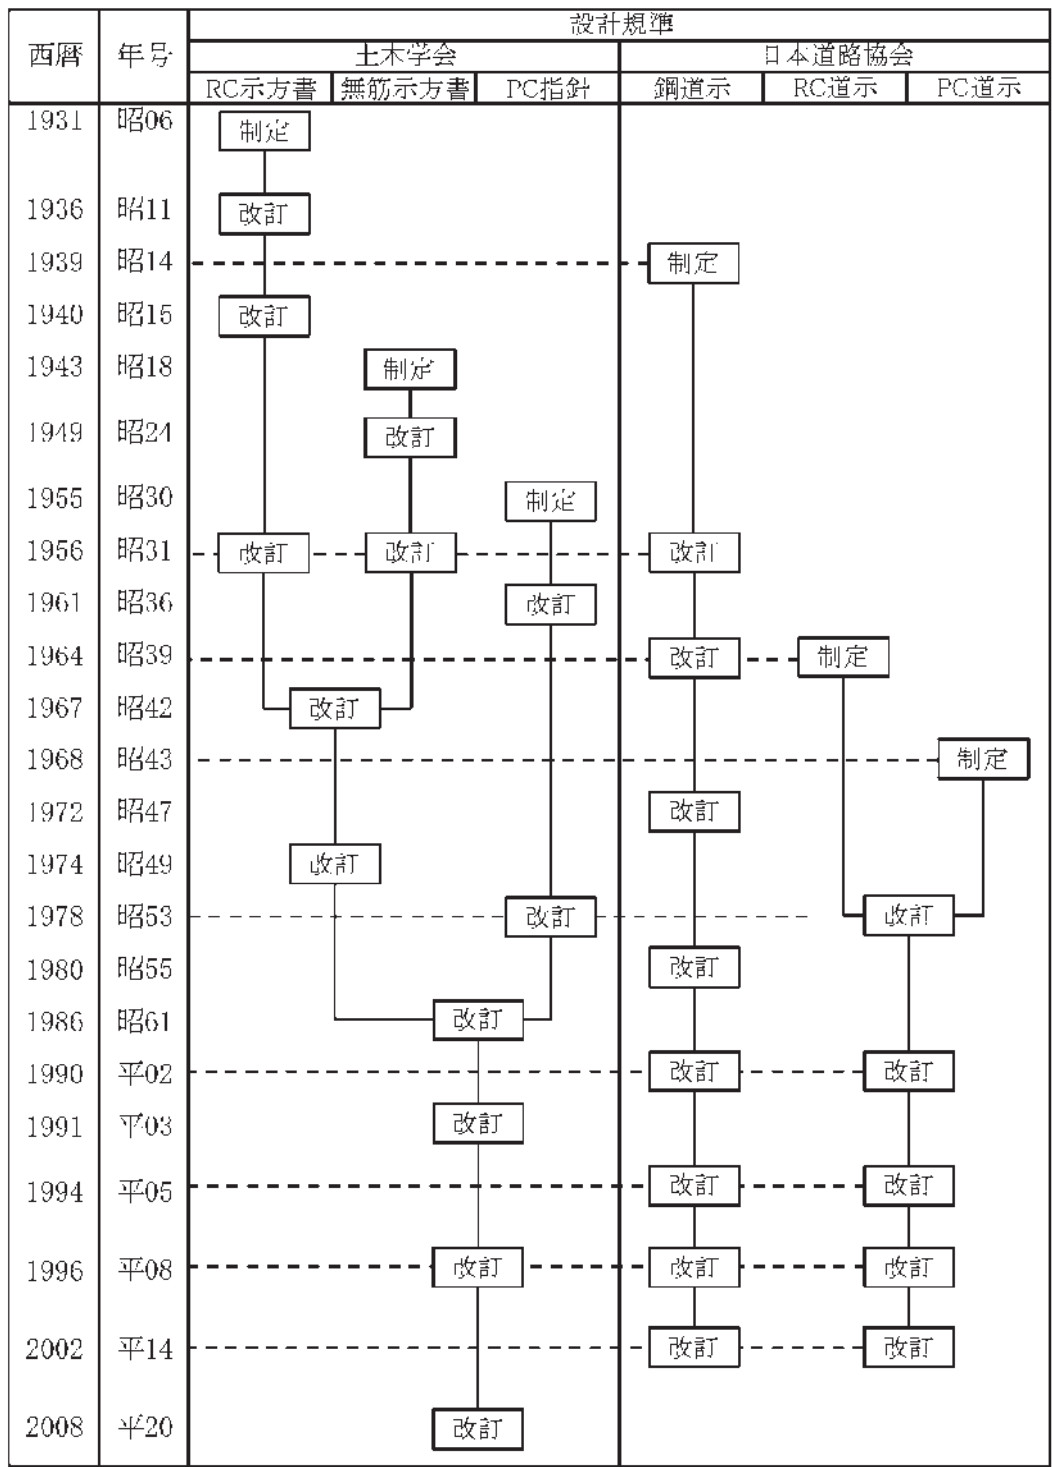 設計規準
西暦 年号 土木学会 日本道路協会
RC示方書 無筋示方書 PC指針 鋼道示 RC道示 PC道示
1931 昭06 制定
1936 昭11 改訂
1939 昭14 制定
1940 昭15 改訂
1943 昭18 制定
1949 昭24 改訂
1955 昭30 制定
1956 昭31 改訂 改訂 改訂
1961 昭36 改訂
1964 昭39 改訂 制定
1967 昭42 改訂
1968 昭43 制定
1972 昭47 改訂
1974 昭49 改訂
1978 昭53 改訂 改訂
1980 昭55 改訂
1986 昭61 改訂
1990 平02 改訂 改訂
1991 平03 改訂
1994 平05 改訂 改訂
1996 平08 改訂 改訂 改訂
2002 平14 改訂 改訂
2008 平20 改訂